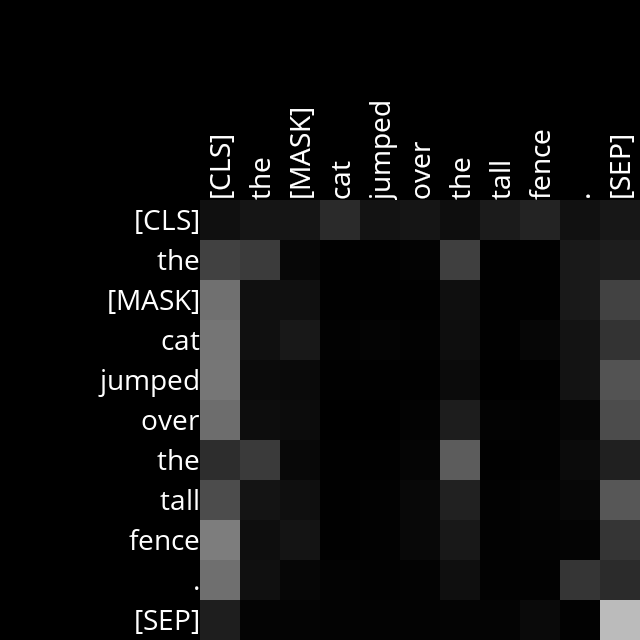 [CLS] the [MASK] cat jumped over the tall fence . [SEP]
[CLS]
the
[MASK]
cat
jumped
over
the
tall
fence
.
[SEP]